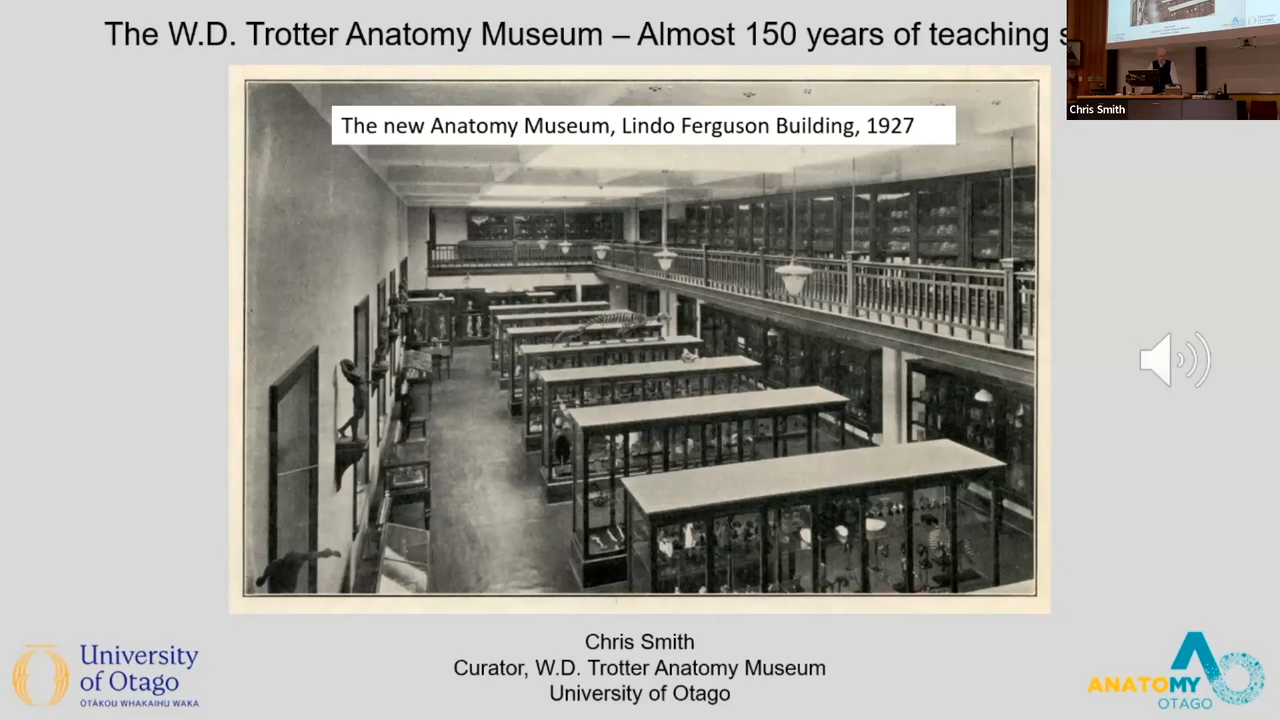 The W.D. Trotter Anatomy Museum – Almost 150 years of teaching
The new Anatomy Museum, Lindo Ferguson Building, 1927
Chris Smith
Chris Smith
Curator, W.D. Trotter Anatomy Museum
University of Otago
University
of Otago
ŌTĀKOU WHAKAIHU WAKA
ANATOMY
OTAGO